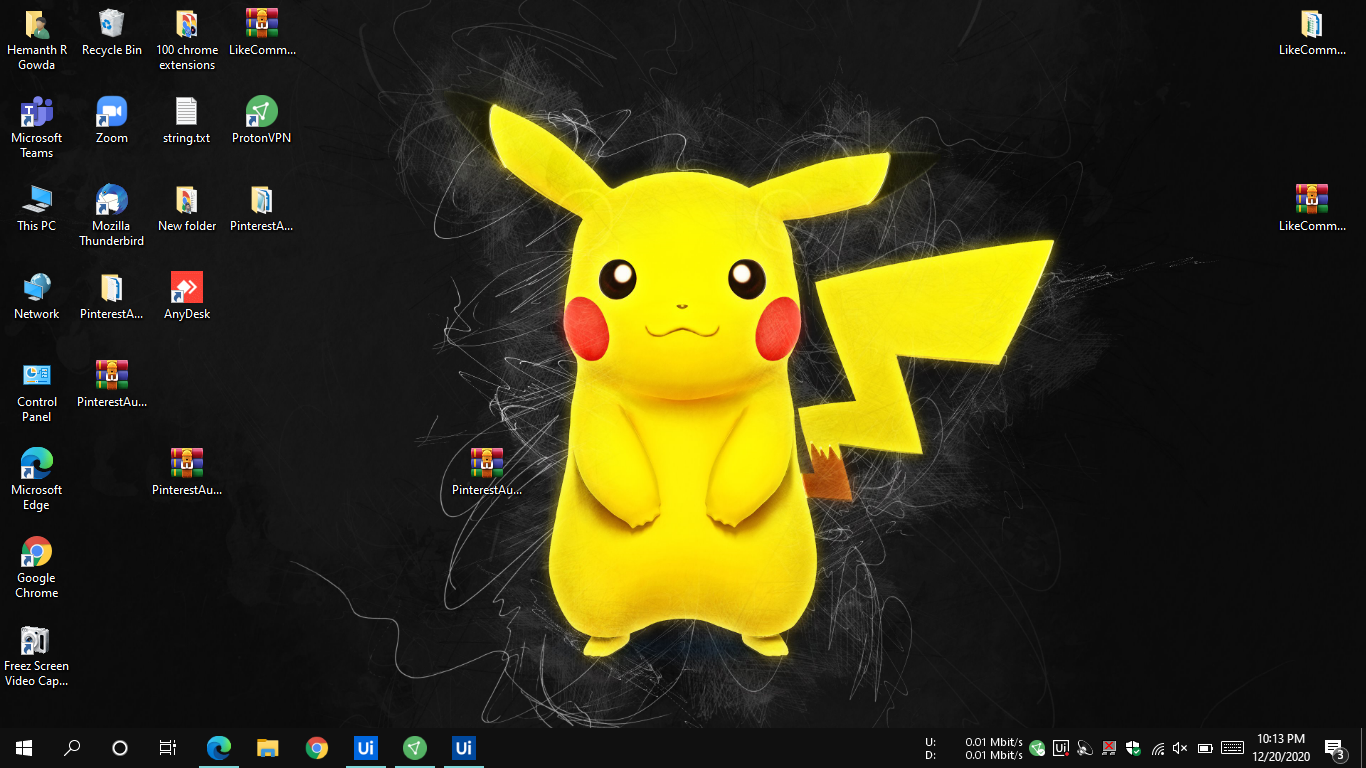 Hemanth R
Gowda
Recycle Bin
100 chrome
extensions
LikeComm...
LikeComm...
Microsoft
Teams
Zoom
string.txt
ProtonVPN
This PC
Mozilla
Thunderbird
New folder
PinterestA...
LikeComm...
Network
PinterestA...
AnyDesk
Control
Panel
PinterestAu...
Microsoft
Edge
PinterestAu...
PinterestAu...
Google
Chrome
Freez Screen
Video Cap...
Ui
Ui
U: 0.01 Mbit/s
D: 0.01 Mbit/s
Ui
10:13 PM
12/20/2020
3